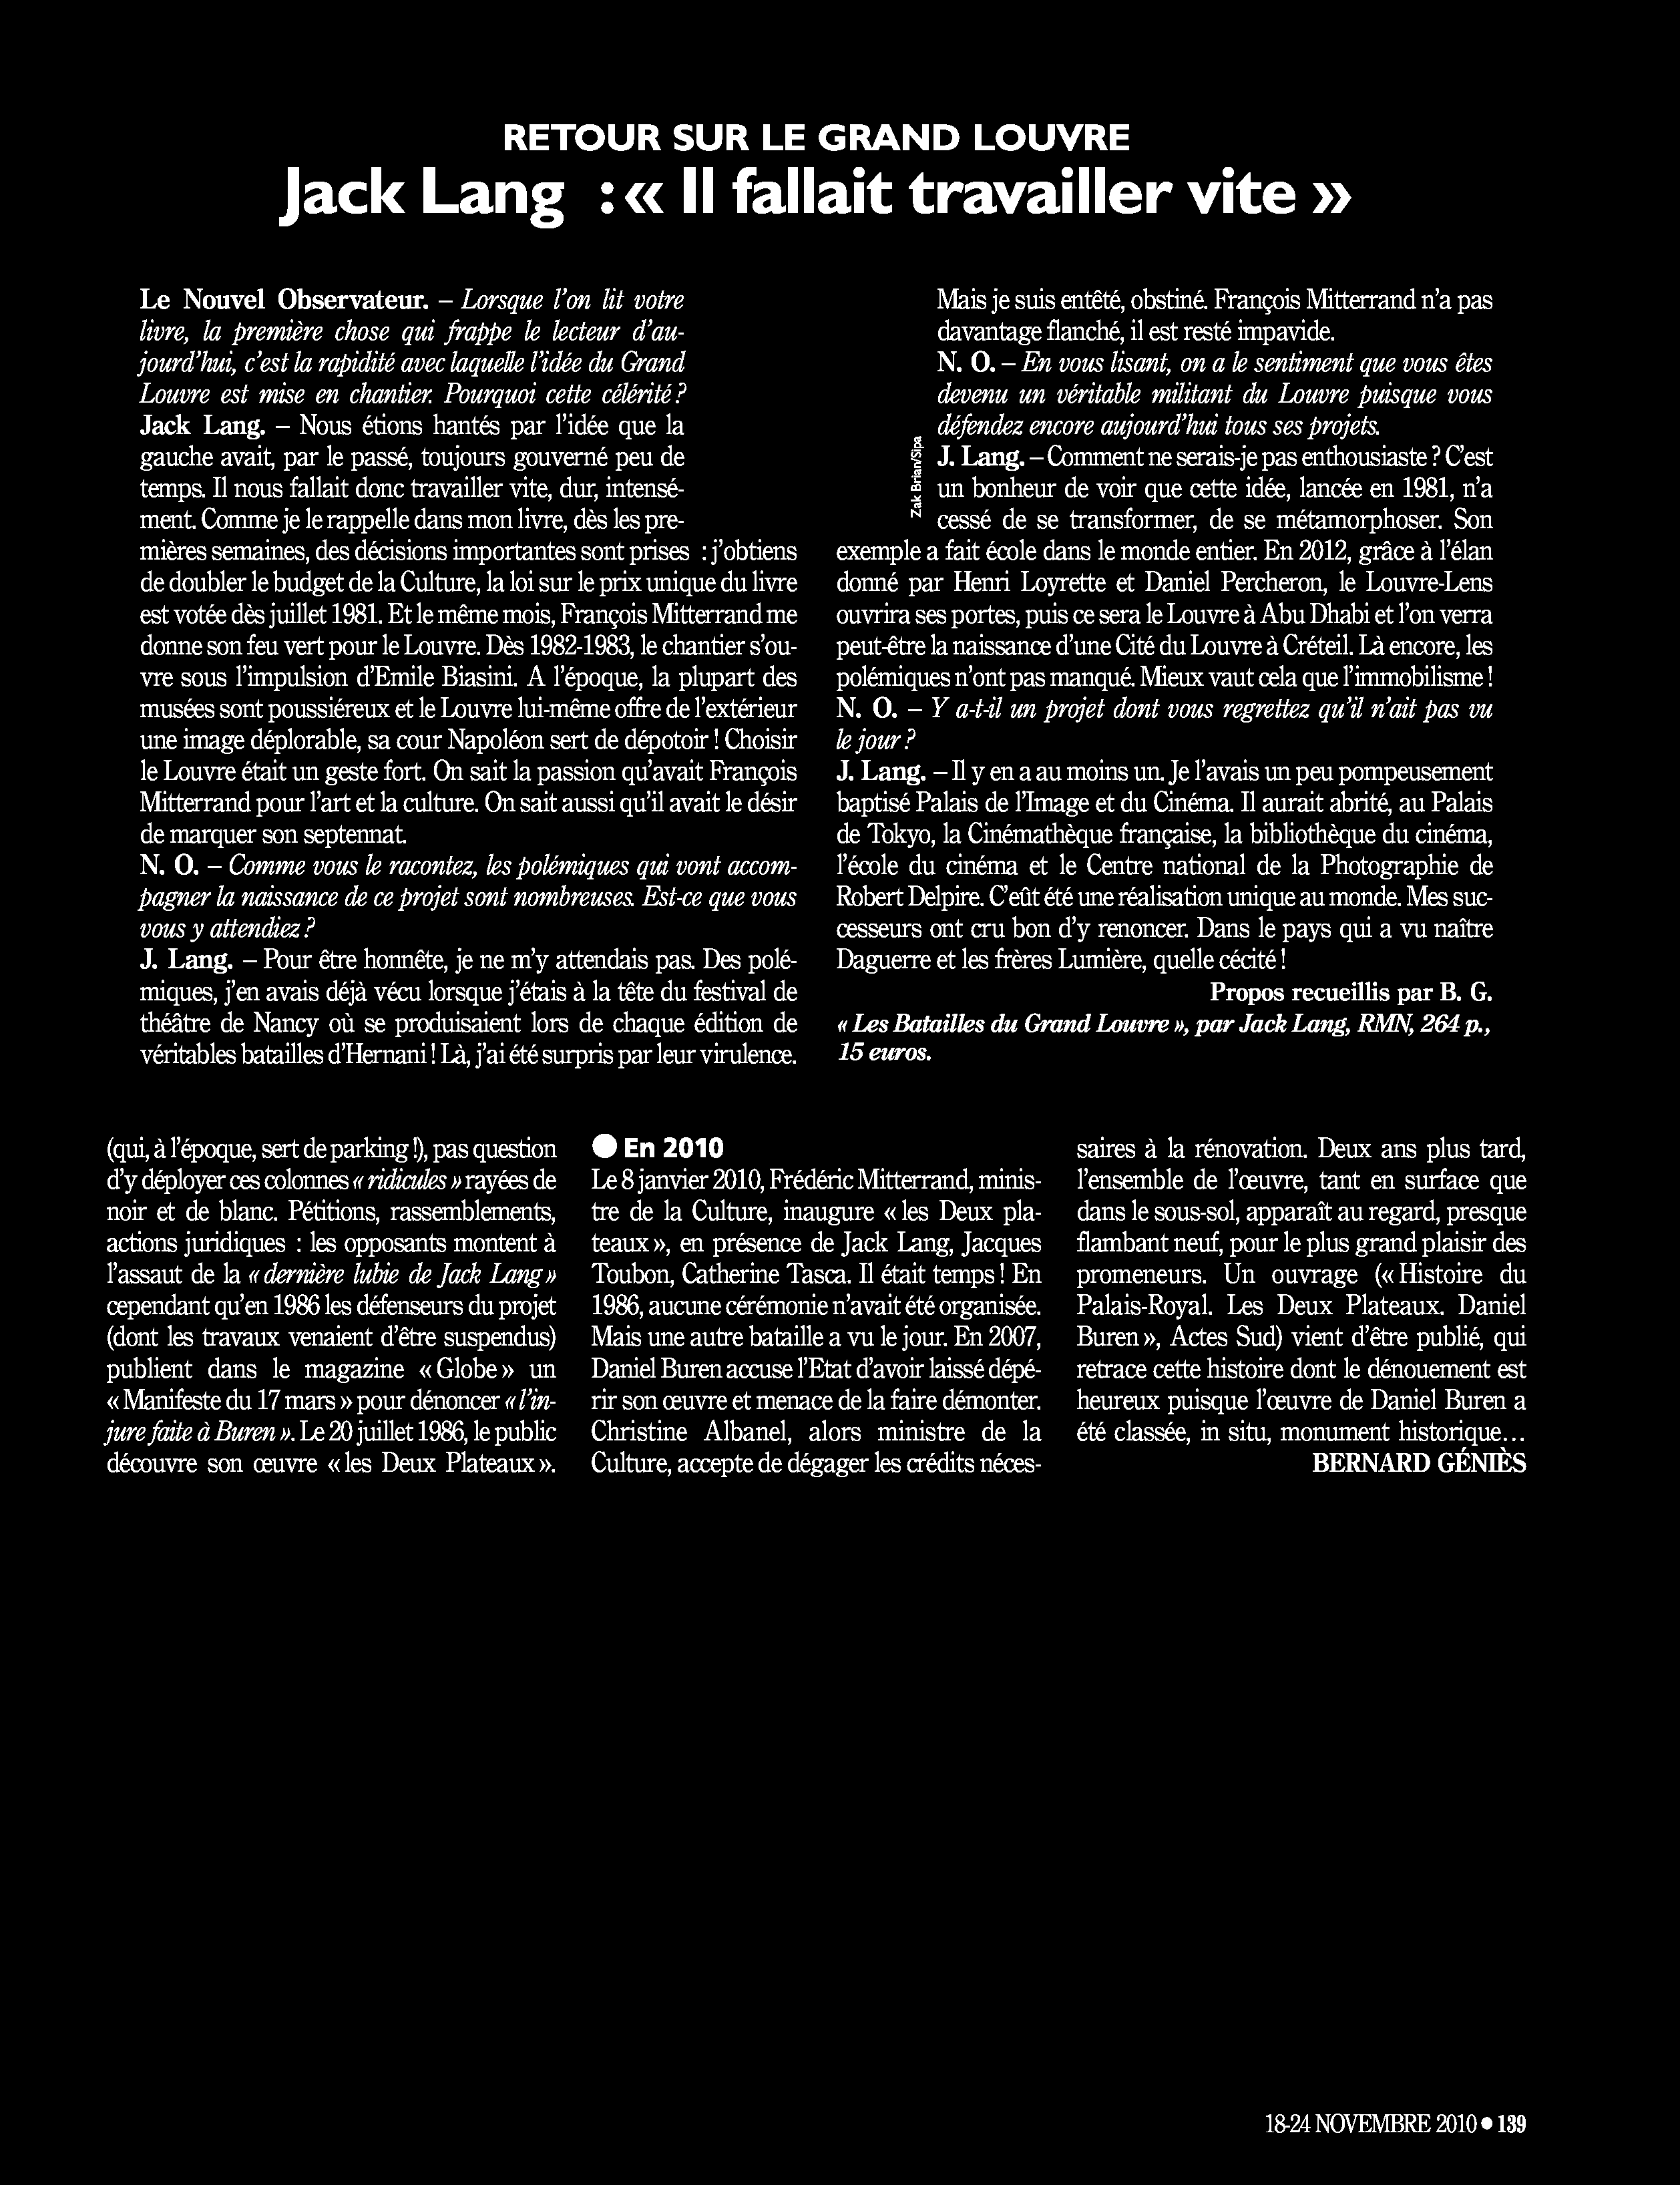 RETOUR SUR LE GRAND LOUVRE
Jack Lang : « Il fallait travailler vite »
Le Nouvel Observateur. – Lorsque l'on lit votre
livre, la première chose qui frappe le lecteur d'au-
jourd'hui, c'est la rapidité avec laquelle l'idée du Grand
Louvre est mise en chantier. Pourquoi cette célérité ?
Jack Lang. – Nous étions hantés par l'idée que la
gauche avait, par le passé, toujours gouverné peu de
temps. Il nous fallait donc travailler vite, dur, intensé-
ment. Comme je le rappelle dans mon livre, dès les pre-
mières semaines, des décisions importantes sont prises : j'obtiens
de doubler le budget de la Culture, la loi sur le prix unique du livre
est votée dès juillet 1981. Et le même mois, François Mitterrand me
donne son feu vert pour le Louvre. Dès 1982-1983, le chantier s'ou-
vre sous l'impulsion d'Emile Biasini. A l'époque, la plupart des
musées sont poussiéreux et le Louvre lui-même offre de l'extérieur
une image déplorable, sa cour Napoléon sert de dépotoir ! Choisir
le Louvre était un geste fort. On sait la passion qu'avait François
Mitterrand pour l'art et la culture. On sait aussi qu'il avait le désir
de marquer son septennat.
N. O. – Comme vous le racontez, les polémiques qui vont accom-
pagner la naissance de ce projet sont nombreuses. Est-ce que vous
vous y attendiez ?
J. Lang. – Pour être honnête, je ne m'y attendais pas. Des polé-
miques, j'en avais déjà vécu lorsque j'étais à la tête du festival de
théâtre de Nancy où se produisaient lors de chaque édition de
véritables batailles d'Hernani ! Là, j'ai été surpris par leur virulence.
Mais je suis entêté, obstiné. François Mitterrand n'a pas
davantage flanché, il est resté impavide.
N. O. – En vous lisant, on a le sentiment que vous êtes
devenu un véritable militant du Louvre puisque vous
défendez encore aujourd'hui tous ses projets.
Zak Brian/Sipa
J. Lang. – Comment ne serais-je pas enthousiaste ? C'est
un bonheur de voir que cette idée, lancée en 1981, n'a
cessé de se transformer, de se métamorphoser. Son
exemple a fait école dans le monde entier. En 2012, grâce à l'élan
donné par Henri Loyrette et Daniel Percheron, le Louvre-Lens
ouvrira ses portes, puis ce sera le Louvre à Abu Dhabi et l'on verra
peut-être la naissance d'une Cité du Louvre à Créteil. Là encore, les
polémiques n'ont pas manqué. Mieux vaut cela que l'immobilisme !
N. O. – Y a-t-il un projet dont vous regrettez qu'il n'ait pas vu
le jour ?
J. Lang. – Il y en a au moins un. Je l'avais un peu pompeusement
baptisé Palais de l'Image et du Cinéma. Il aurait abrité, au Palais
de Tokyo, la Cinémathèque française, la bibliothèque du cinéma,
l'école du cinéma et le Centre national de la Photographie de
Robert Delpire. C'eût été une réalisation unique au monde. Mes suc-
cesseurs ont cru bon d'y renoncer. Dans le pays qui a vu naître
Daguerre et les frères Lumière, quelle cécité !
Propos recueillis par B. G.
« Les Batailles du Grand Louvre », par Jack Lang, RMN, 264 p.,
15 euros.
(qui, à l'époque, sert de parking !), pas question
d'y déployer ces colonnes « ridicules » rayées de
noir et de blanc. Pétitions, rassemblements,
actions juridiques : les opposants montent à
l'assaut de la « dernière lubie de Jack Lang »
cependant qu'en 1986 les défenseurs du projet
(dont les travaux venaient d'être suspendus)
publient dans le magazine « Globe » un
« Manifeste du 17 mars » pour dénoncer « l'in-
jure faite à Buren ». Le 20 juillet 1986, le public
découvre son œuvre « les Deux Plateaux ».
● En 2010
Le 8 janvier 2010, Frédéric Mitterrand, minis-
tre de la Culture, inaugure « les Deux pla-
teaux », en présence de Jack Lang, Jacques
Toubon, Catherine Tasca. Il était temps ! En
1986, aucune cérémonie n'avait été organisée.
Mais une autre bataille a vu le jour. En 2007,
Daniel Buren accuse l'Etat d'avoir laissé dépé-
rir son œuvre et menace de la faire démonter.
Christine Albanel, alors ministre de la
Culture, accepte de dégager les crédits néces-
saires à la rénovation. Deux ans plus tard,
l'ensemble de l'œuvre, tant en surface que
dans le sous-sol, apparaît au regard, presque
flambant neuf, pour le plus grand plaisir des
promeneurs. Un ouvrage (« Histoire du
Palais-Royal. Les Deux Plateaux. Daniel
Buren », Actes Sud) vient d'être publié, qui
retrace cette histoire dont le dénouement est
heureux puisque l'œuvre de Daniel Buren a
été classée, in situ, monument historique…
BERNARD GÉNIÈS
18-24 NOVEMBRE 2010 ● 139